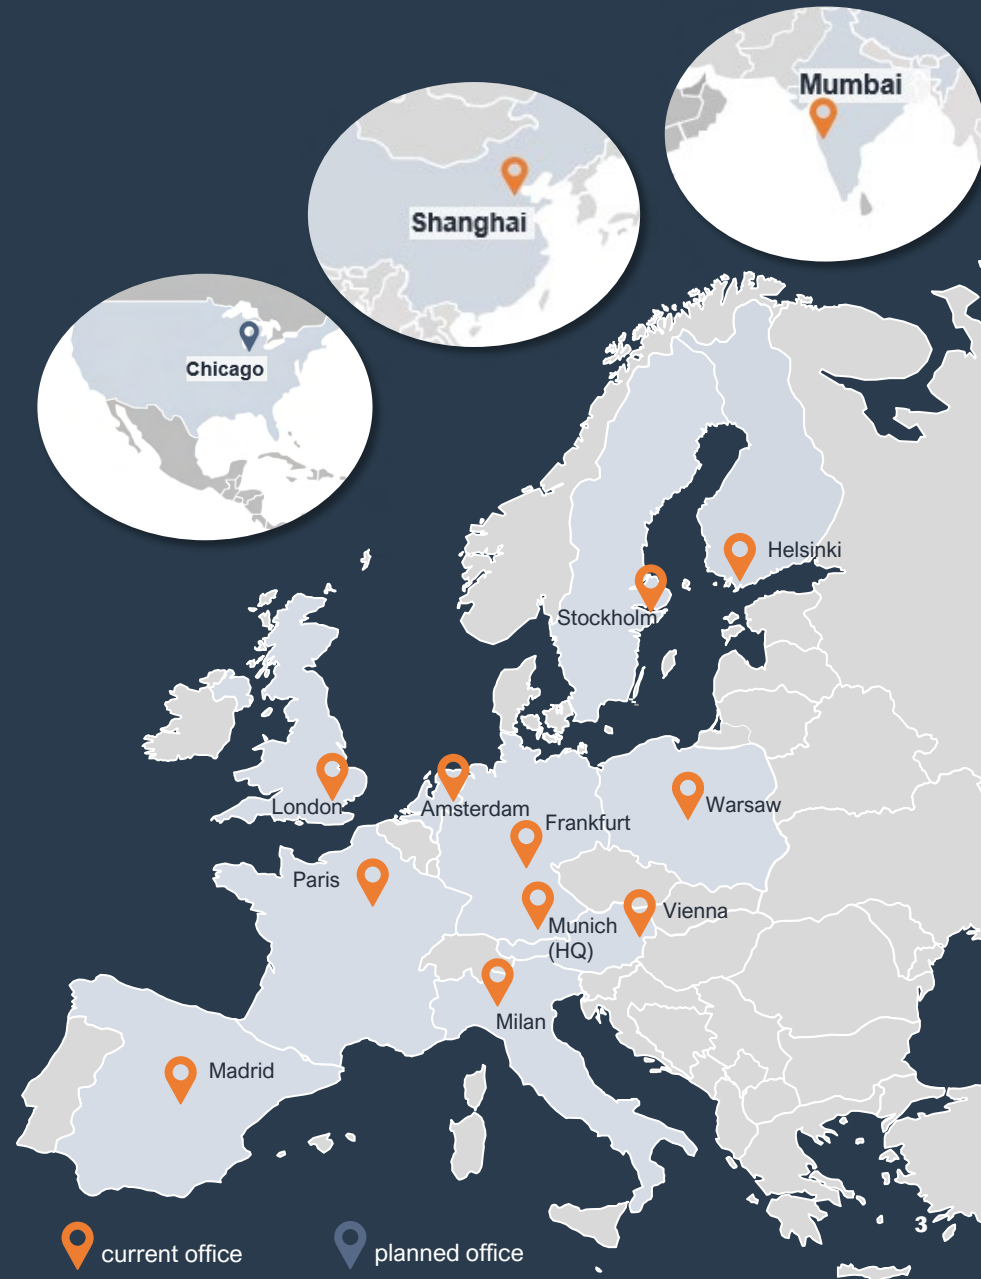 Mumbai
Shanghai
Chicago
Helsinki
Stockholm
London
Amsterdam
Warsaw
Frankfurt
Paris
Vienna
Munich
(HQ)
Milan
Madrid
3
current office
planned office